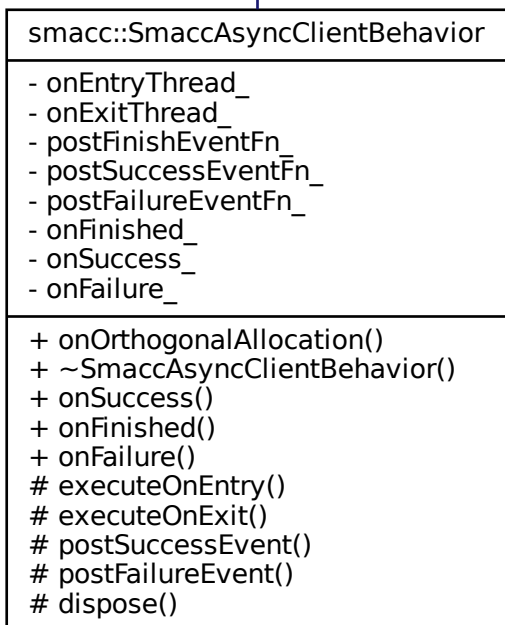 smacc::SmaccAsyncClientBehavior
- onEntryThread_
- onExitThread_
- postFinishEventFn_
- postSuccessEventFn_
- postFailureEventFn_
- onFinished_
- onSuccess_
- onFailure_
+ onOrthogonalAllocation()
+ ~SmaccAsyncClientBehavior()
+ onSuccess()
+ onFinished()
+ onFailure()
# executeOnEntry()
# executeOnExit()
# postSuccessEvent()
# postFailureEvent()
# dispose()